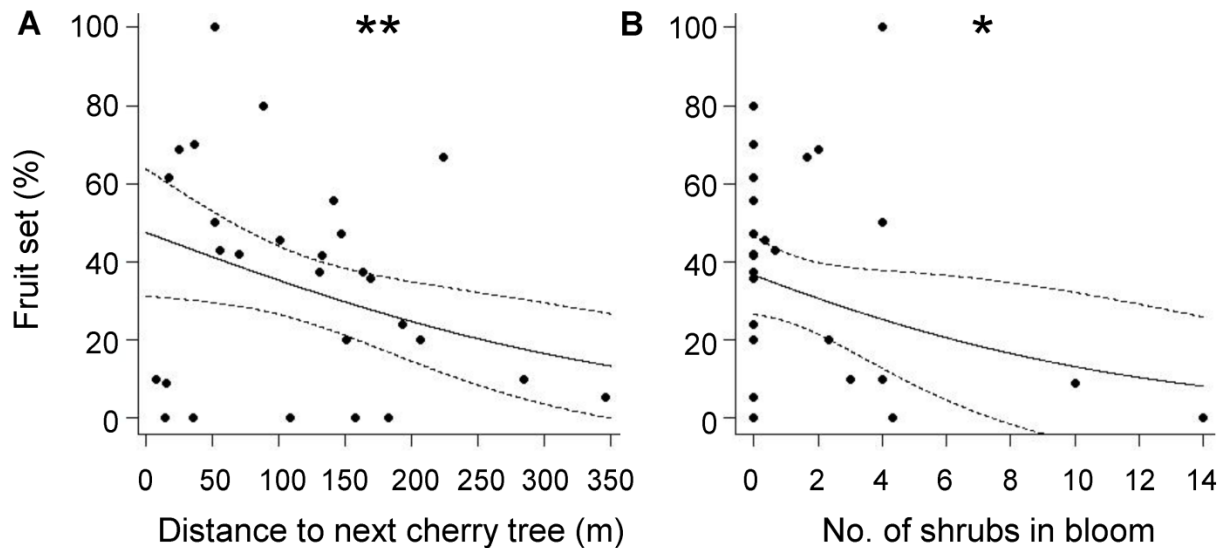 A
**
B
*
Fruit set (%)
100
80
60
40
20
0
0 50 100 150 200 250 300 350
Distance to next cherry tree (m)
100
80
60
40
20
0
0 2 4 6 8 10 12 14
No. of shrubs in bloom